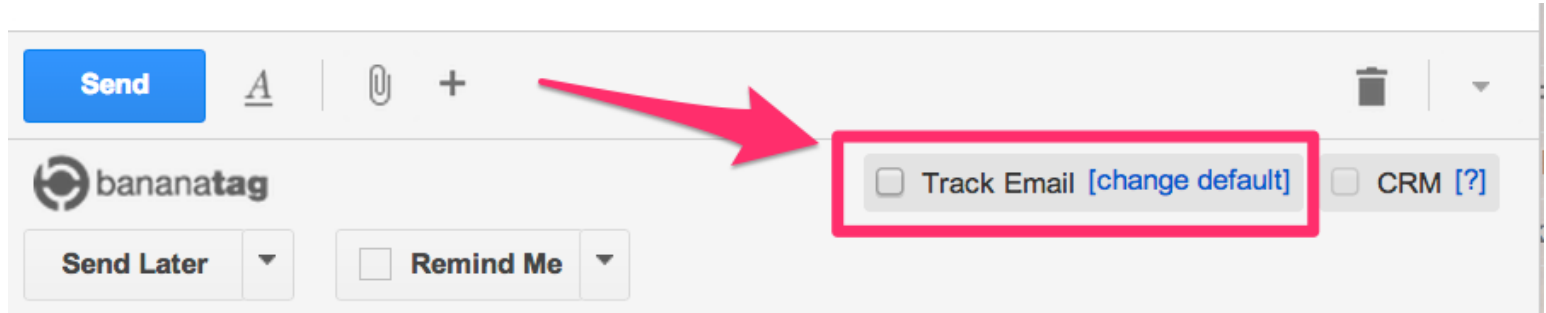 Send A
bananatag
Track Email [change default] CRM [?]
Send Later Remind Me